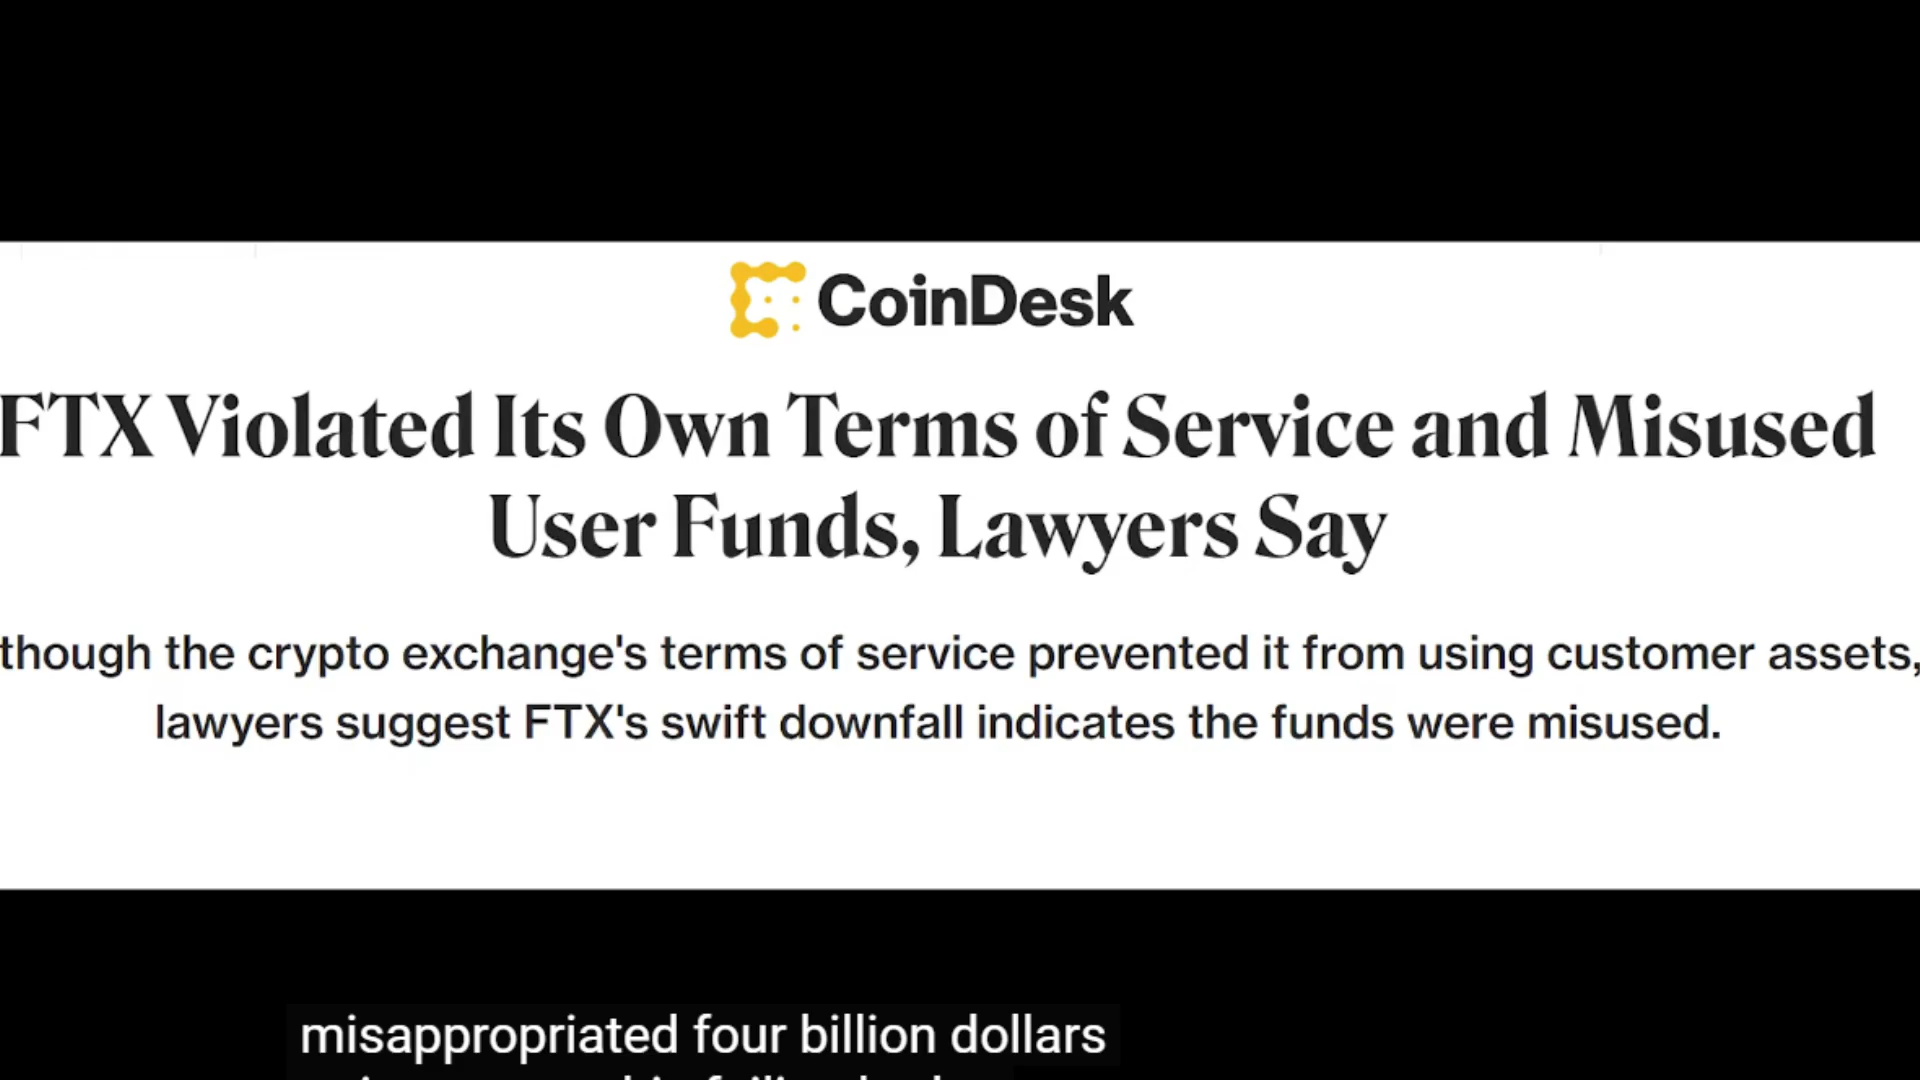 CoinDesk
FTX Violated Its Own Terms of Service and Misused
User Funds, Lawyers Say
though the crypto exchange's terms of service prevented it from using customer assets,
lawyers suggest FTX's swift downfall indicates the funds were misused.
misappropriated four billion dollars